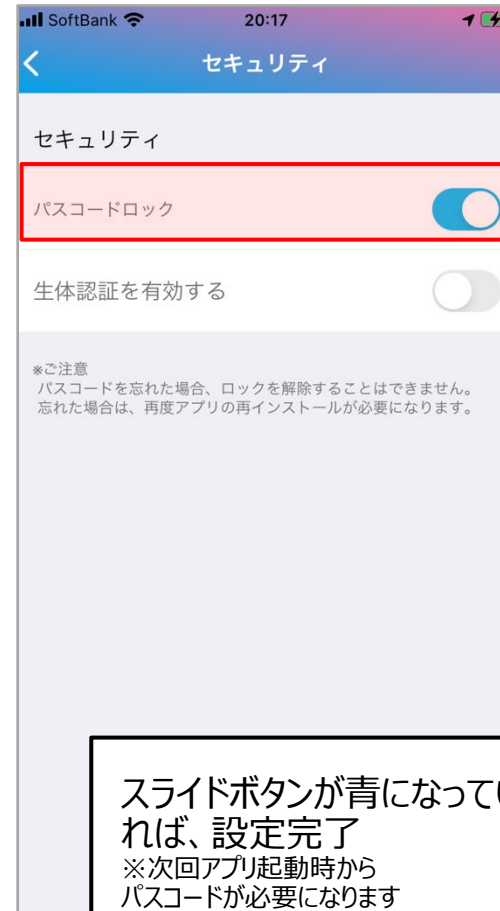 SoftBank 20:17
セキュリティ
セキュリティ
パスコードロック
生体認証を有効する
※ご注意
パスコードを忘れた場合、ロックを解除することはできません。
忘れた場合は、再度アプリの再インストールが必要になります。
スライドボタンが青になってい
れば、設定完了
※次回アプリ起動時から
パスコードが必要になります